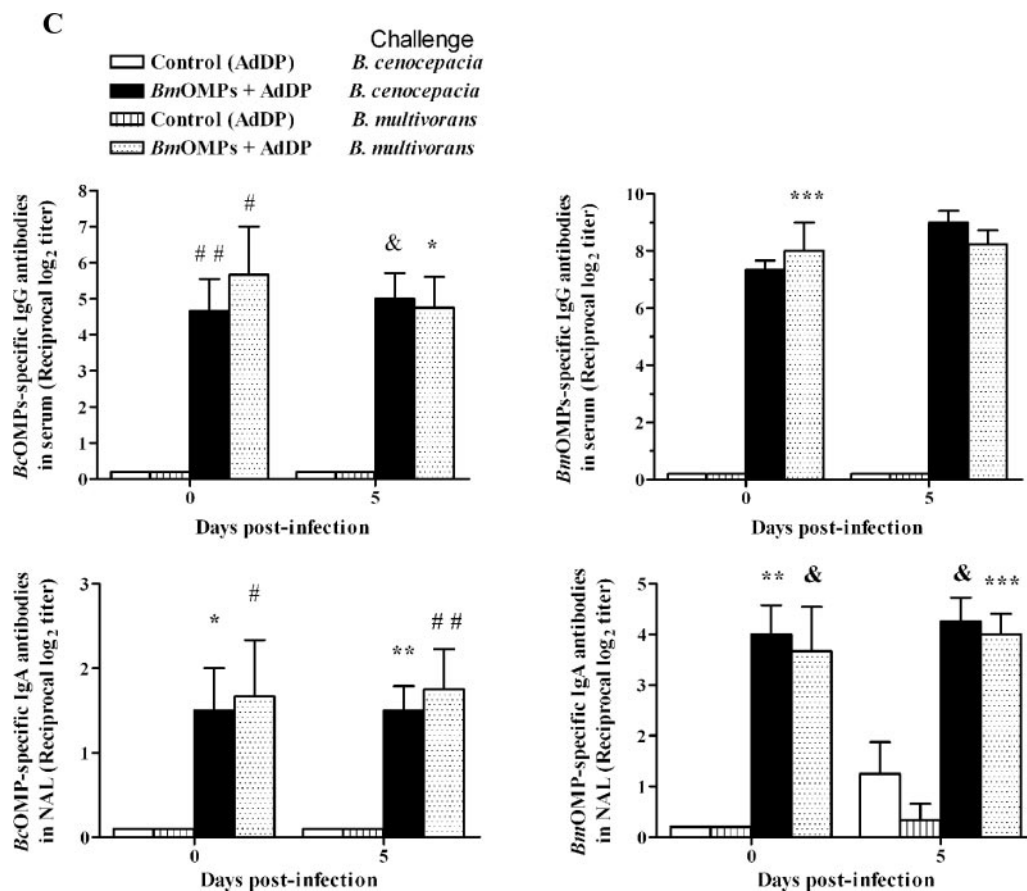 C
Challenge
Control (AdDP) B. cenocepacia
BmOMPs + AdDP B. cenocepacia
Control (AdDP) B. multivorans
BmOMPs + AdDP B. multivorans
BcOMPs-specific IgG antibodies
in serum (Reciprocal log2 titer)
8
7
6
5
4
3
2
1
0
# #
#
&
*
0 5
Days post-infection
BmOMPs-specific IgG antibodies
in serum (Reciprocal log2 titer)
10
8
6
4
2
0
***
0 5
Days post-infection
BcOMP-specific IgA antibodies
in NAL (Reciprocal log2 titer)
3
2
1
0
*
#
**
# #
0 5
Days post-infection
BmOMP-specific IgA antibodies
in NAL (Reciprocal log2 titer)
5
4
3
2
1
0
**
&
&
***
0 5
Days post-infection